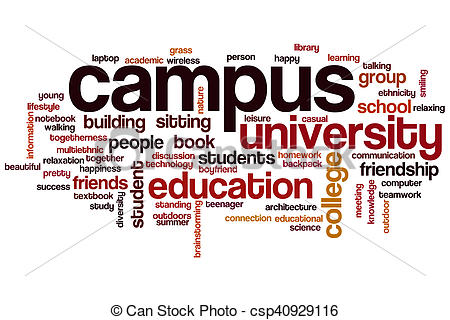 grass
library
laptop
academic
wireless
person
happy
learning
talking
campus
group
ethnicity
smiling
young
lifestyle
nature
school
relaxing
notebook
building
sitting
leisure
casual
walking
university
information
togetherness
people
book
multiethnic
discussion
students
homework
communication
beautiful
relaxation
together
technology
backpack
friendship
pretty
happiness
boyfriend
college
success
friends
student
education
computer
textbook
teamwork
study
diversity
standing
teenager
architecture
meeting
knowledge
outdoor
outdoors
summer
brainstorming
connection
educational
science
© Can Stock Photo
© Can Stock Photo - csp40929116